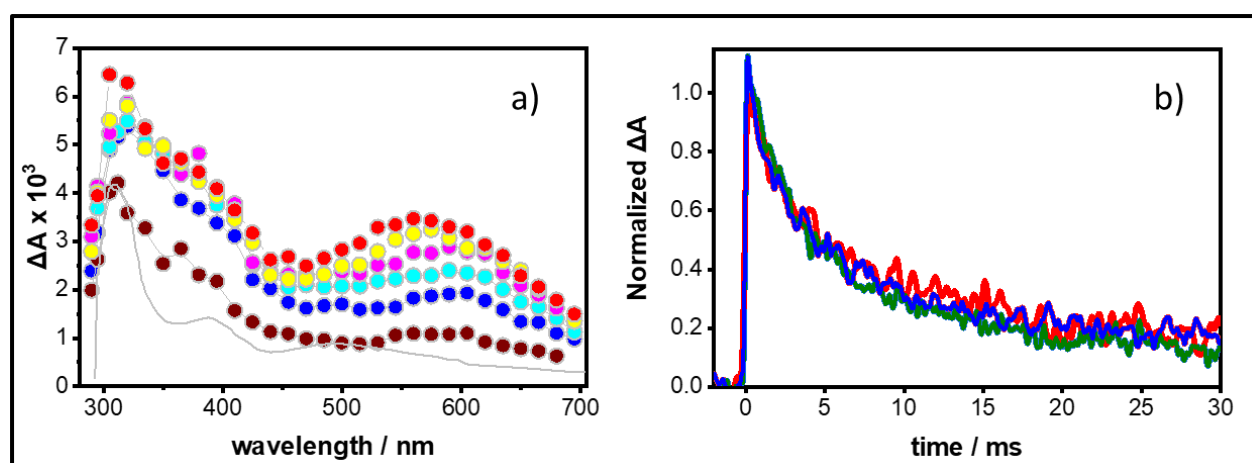 a)
7
6
5
4
3
2
1
0
ΔA x 10³
300 400 500 600 700
wavelength / nm
b)
1.0
0.8
0.6
0.4
0.2
0.0
Normalized ΔA
0 5 10 15 20 25 30
time / ms